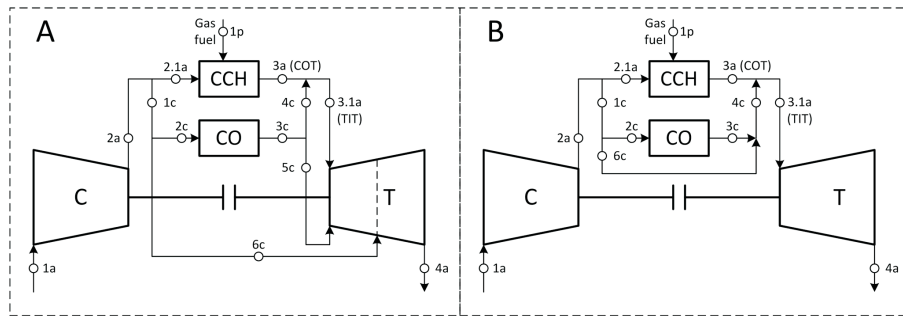 A
Gas
fuel
1p
2.1a
CCH
3a (COT)
1c
4c
3.1a
(TIT)
2c
CO
3c
2a
5c
C
T
6c
1a
4a
B
Gas
fuel
1p
2.1a
CCH
3a (COT)
1c
4c
3.1a
(TIT)
2c
CO
3c
2a
6c
C
T
1a
4a